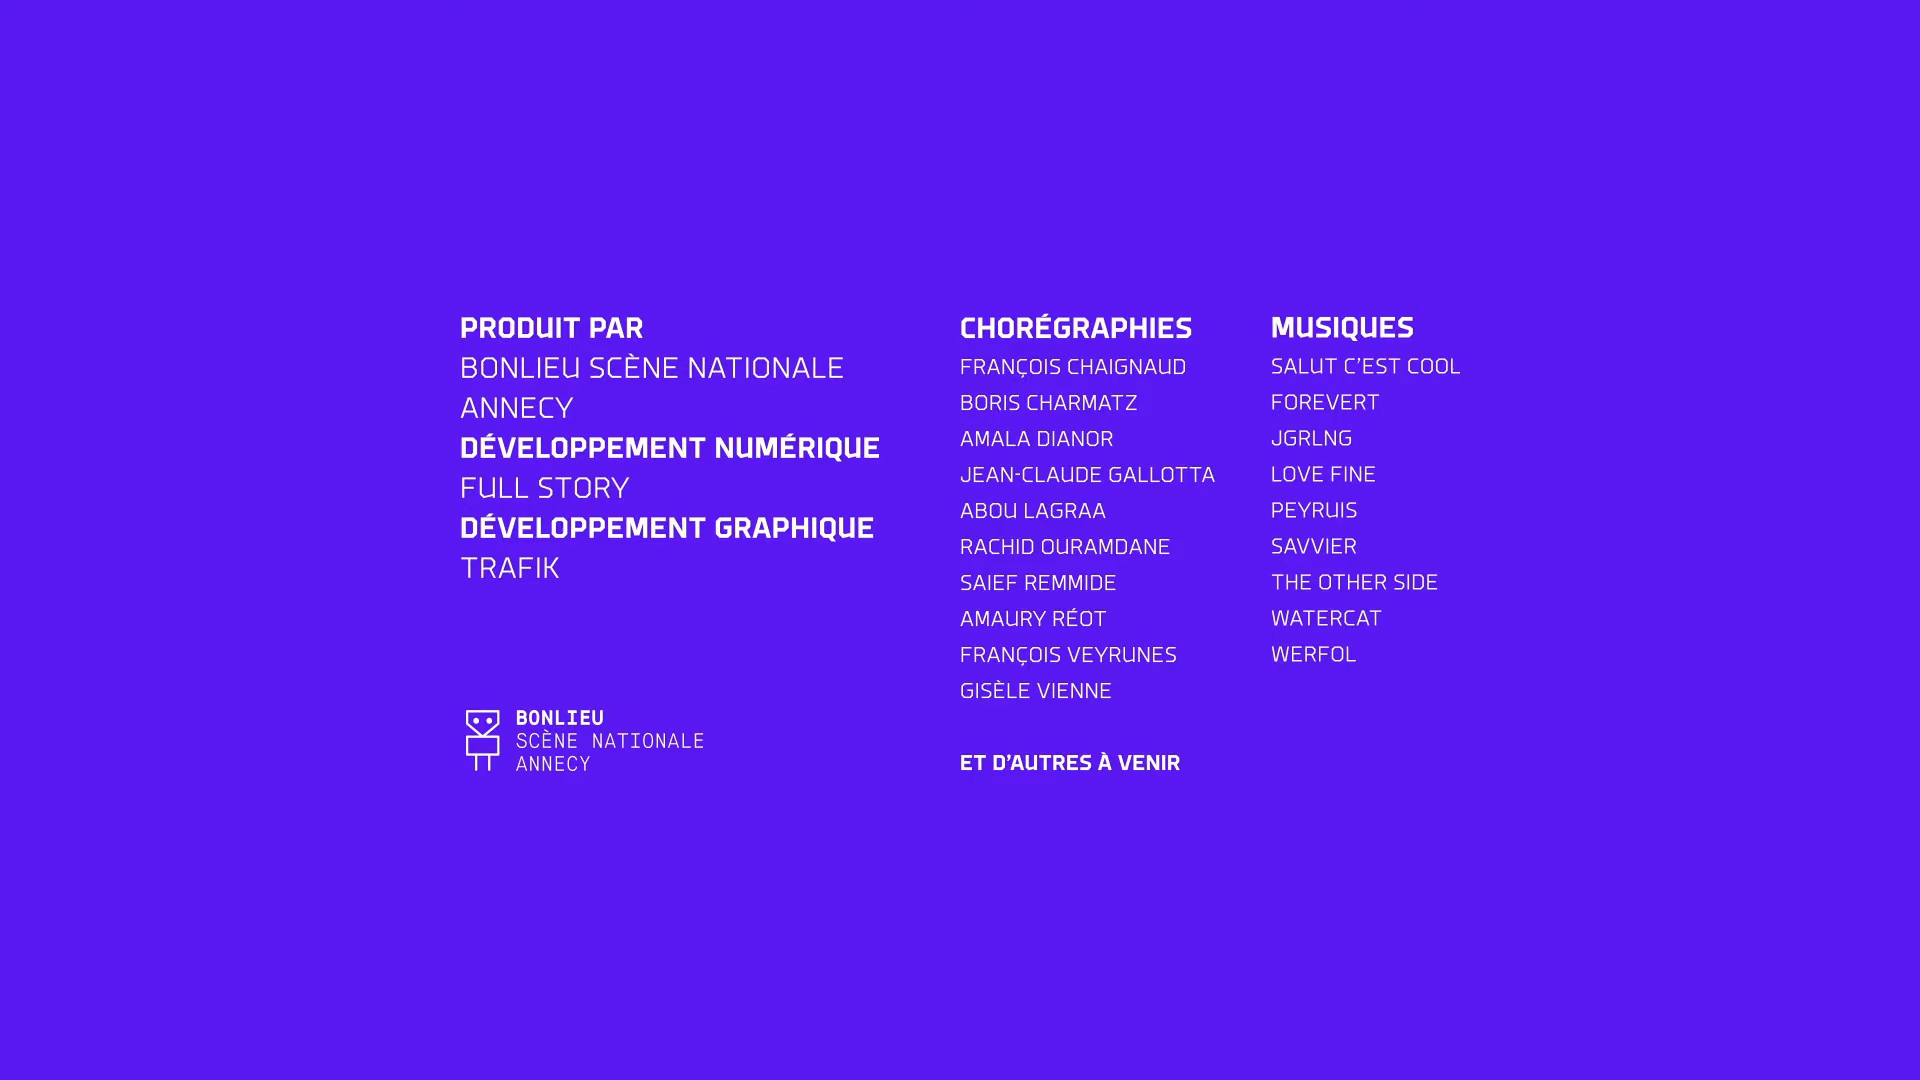 PRODUIT PAR
BONLIEU SCÈNE NATIONALE
ANNECY
DÉVELOPPEMENT NUMÉRIQUE
FULL STORY
DÉVELOPPEMENT GRAPHIQUE
TRAFIK
BONLIEU
SCÈNE NATIONALE
ANNECY
CHORÉGRAPHIES
FRANÇOIS CHAIGNAUD
BORIS CHARMATZ
AMALA DIANOR
JEAN-CLAUDE GALLOTTA
ABOU LAGRAA
RACHID OURAMDANE
SAIEF REMMIDE
AMAURY RÉOT
FRANÇOIS VEYRUNES
GISÈLE VIENNE
ET D’AUTRES À VENIR
MUSIQUES
SALUT C’EST COOL
FOREVERT
JGRLNG
LOVE FINE
PEYRUIS
SAVVIER
THE OTHER SIDE
WATERCAT
WERFOL